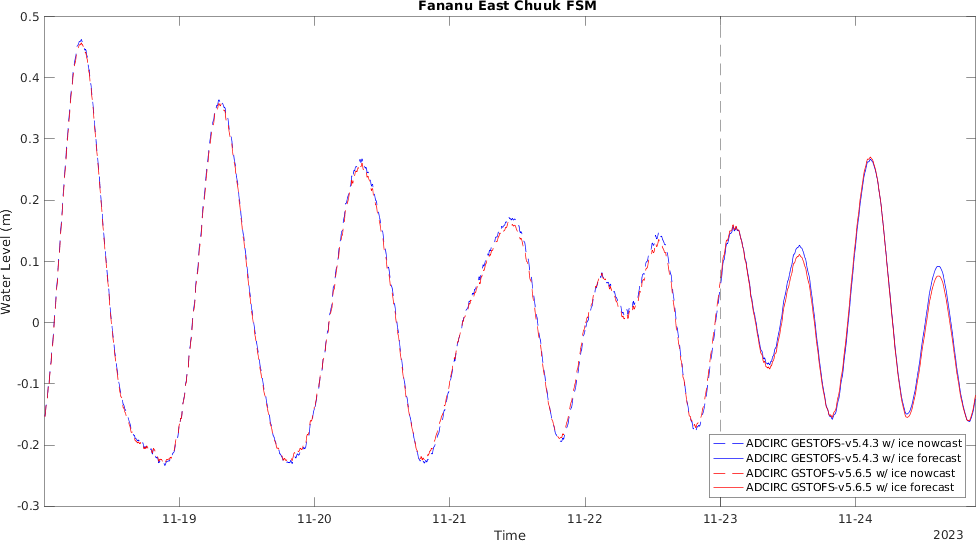 Fananu East Chuuk FSM
0.5
0.4
0.3
0.2
0.1
0
-0.1
-0.2
-0.3
Water Level (m)
11-19
11-20
11-21
11-22
11-23
11-24
Time
2023
ADCIRC GESTOFS-v5.4.3 w/ ice nowcast
ADCIRC GESTOFS-v5.4.3 w/ ice forecast
ADCIRC GSTOFS-v5.6.5 w/ ice nowcast
ADCIRC GSTOFS-v5.6.5 w/ ice forecast